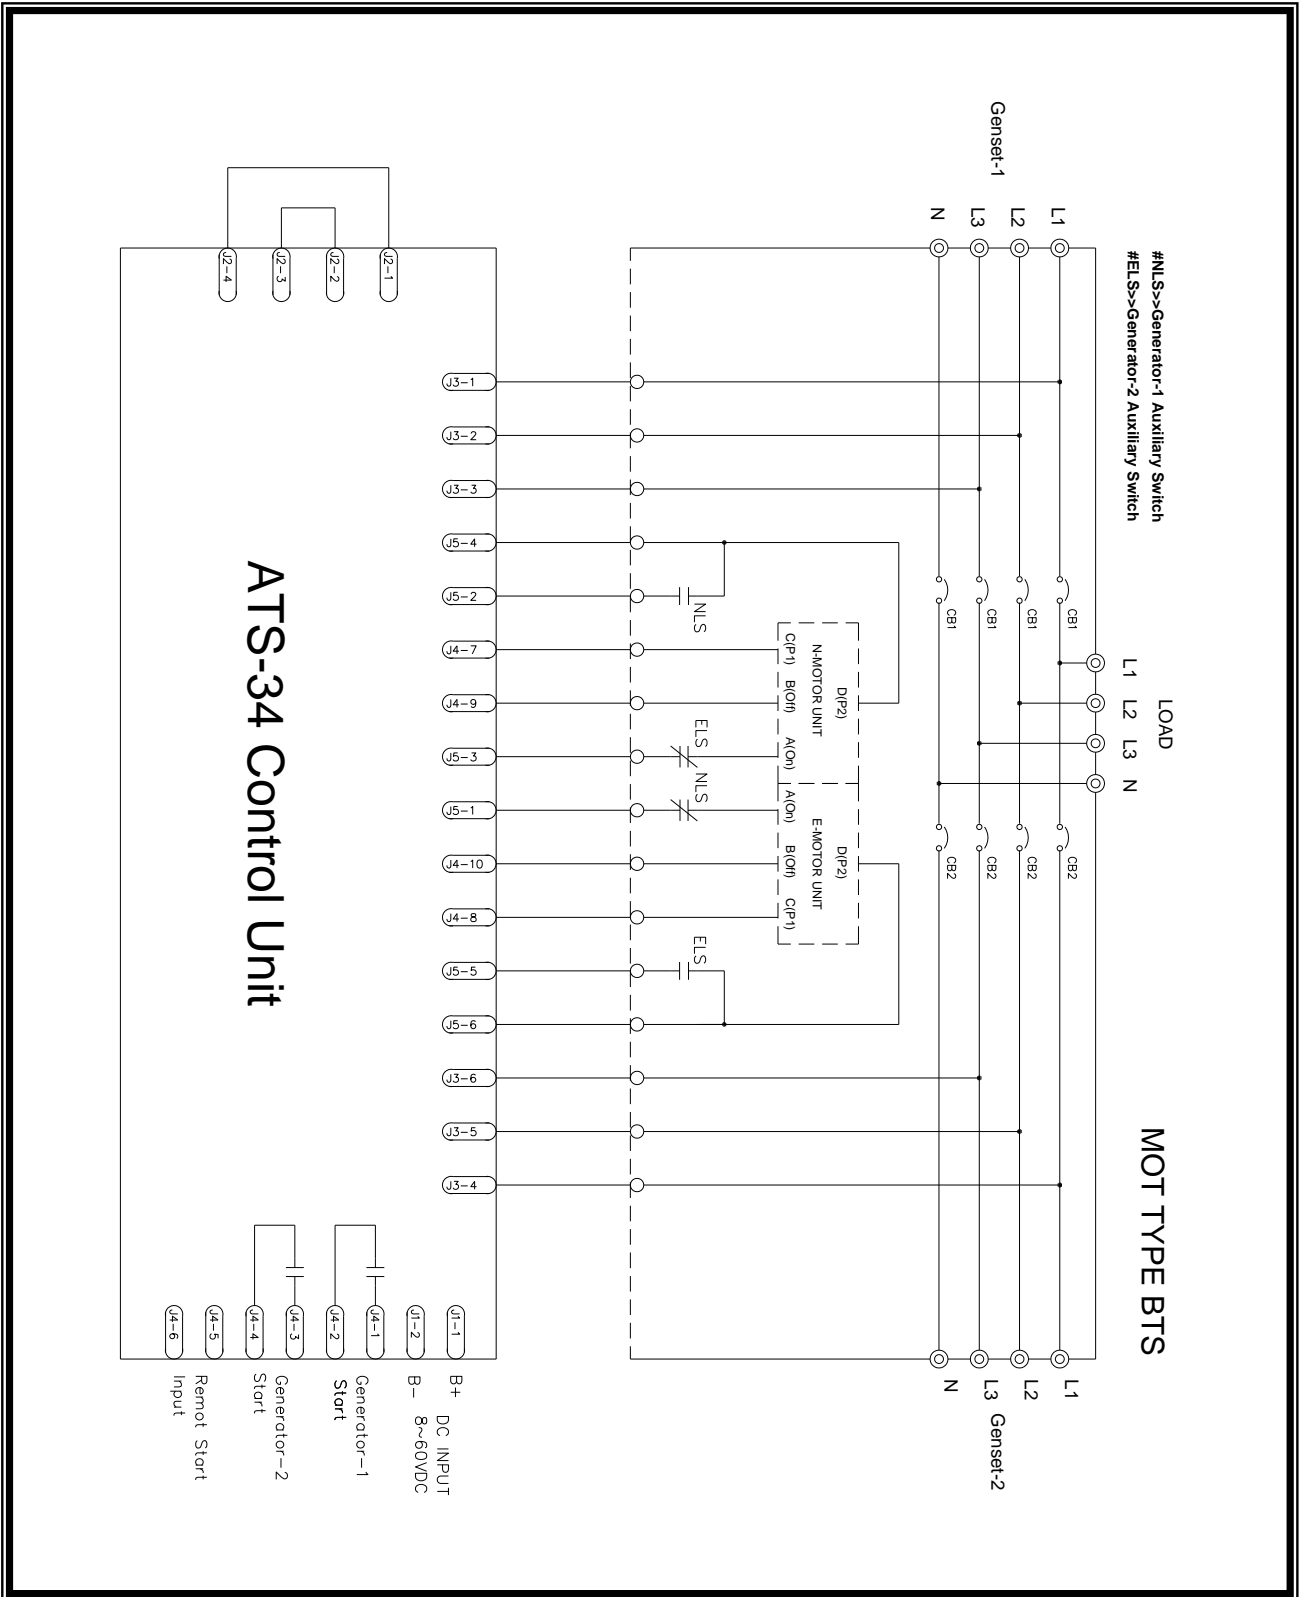 MOT TYPE BTS
#NLS>>Generator-1 Auxiliary Switch
#ELS>>Generator-2 Auxiliary Switch
LOAD
L1
L2
L3
N
Genset-1
L1
L2
L3
N
CB1
CB1
CB1
CB1
CB2
CB2
CB2
CB2
L1
L2
L3
N
Genset-2
D(P2)
N-MOTOR UNIT
C(P1)
B(Off)
A(On)
D(P2)
E-MOTOR UNIT
A(On)
B(Off)
C(P1)
NLS
ELS
NLS
ELS
J3-1
J3-2
J3-3
J5-4
J5-2
J4-7
J4-9
J5-3
J5-1
J4-10
J4-8
J5-5
J5-6
J3-6
J3-5
J3-4
J2-1
J2-2
J2-3
J2-4
ATS-34 Control Unit
J1-1
J1-2
J4-1
J4-2
J4-3
J4-4
J4-5
J4-6
B+
DC INPUT
B-
8~60VDC
Generator-1
Start
Generator-2
Start
Remot Start
Input